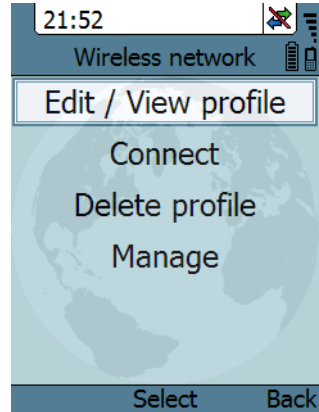 21:52
Wireless network
Edit / View profile
Connect
Delete profile
Manage
Select Back